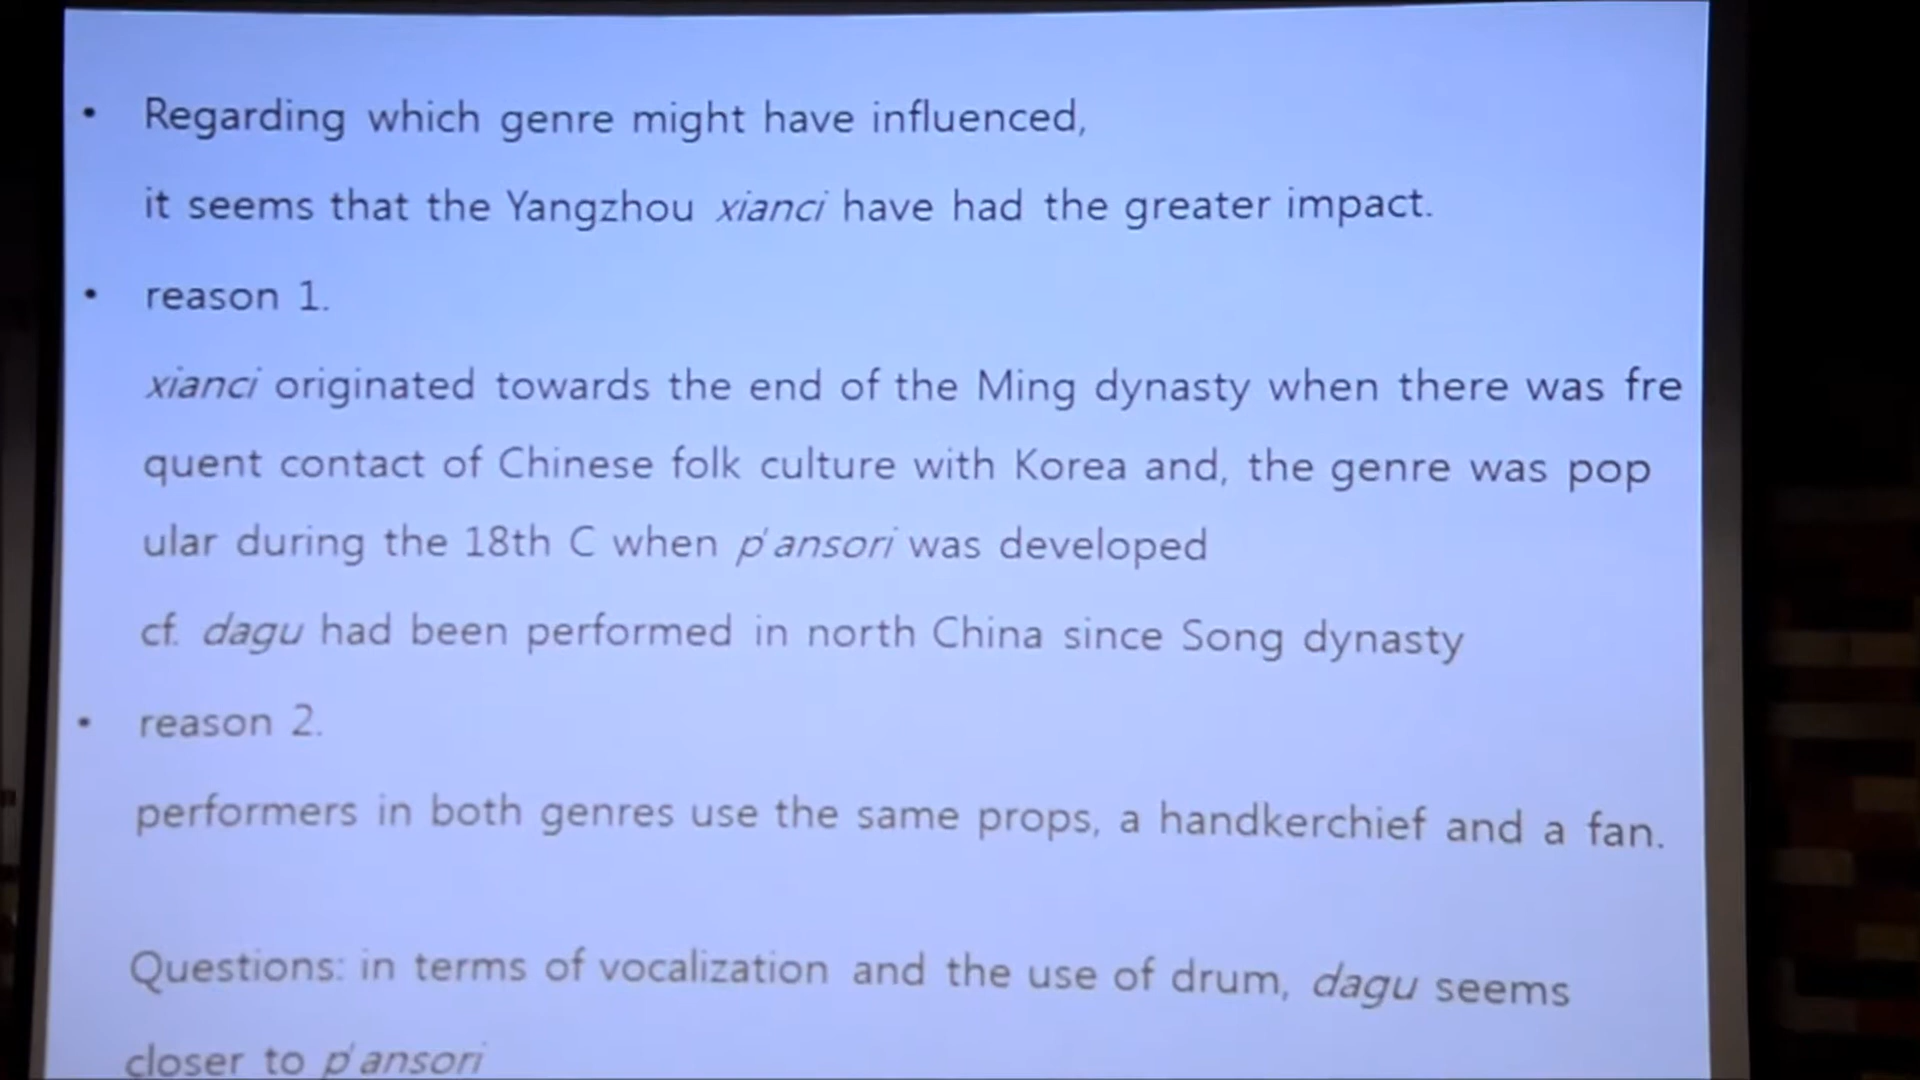 • Regarding which genre might have influenced,
it seems that the Yangzhou xianci have had the greater impact.
• reason 1.
xianci originated towards the end of the Ming dynasty when there was fre
quent contact of Chinese folk culture with Korea and, the genre was pop
ular during the 18th C when p'ansori was developed
cf. dagu had been performed in north China since Song dynasty
• reason 2.
performers in both genres use the same props, a handkerchief and a fan.
Questions: in terms of vocalization and the use of drum, dagu seems
closer to p'ansori